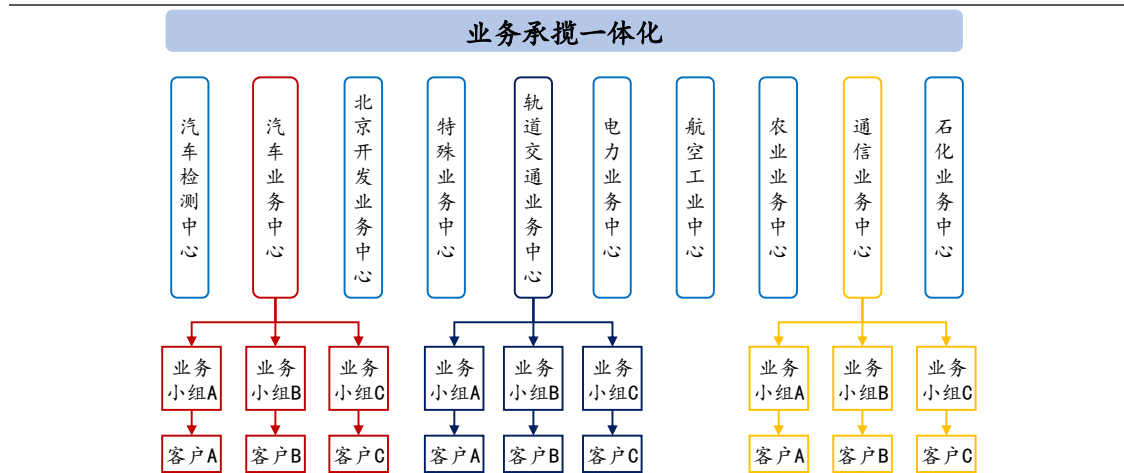 业务承揽一体化
汽车检测中心
汽车业务中心
北京开发业务中心
特殊业务中心
轨道交通业务中心
电力业务中心
航空工业中心
农业业务中心
通信业务中心
石化业务中心
业务
小组A
业务
小组B
业务
小组C
业务
小组A
业务
小组B
业务
小组C
业务
小组A
业务
小组B
业务
小组C
客户A
客户B
客户C
客户A
客户B
客户C
客户A
客户B
客户C